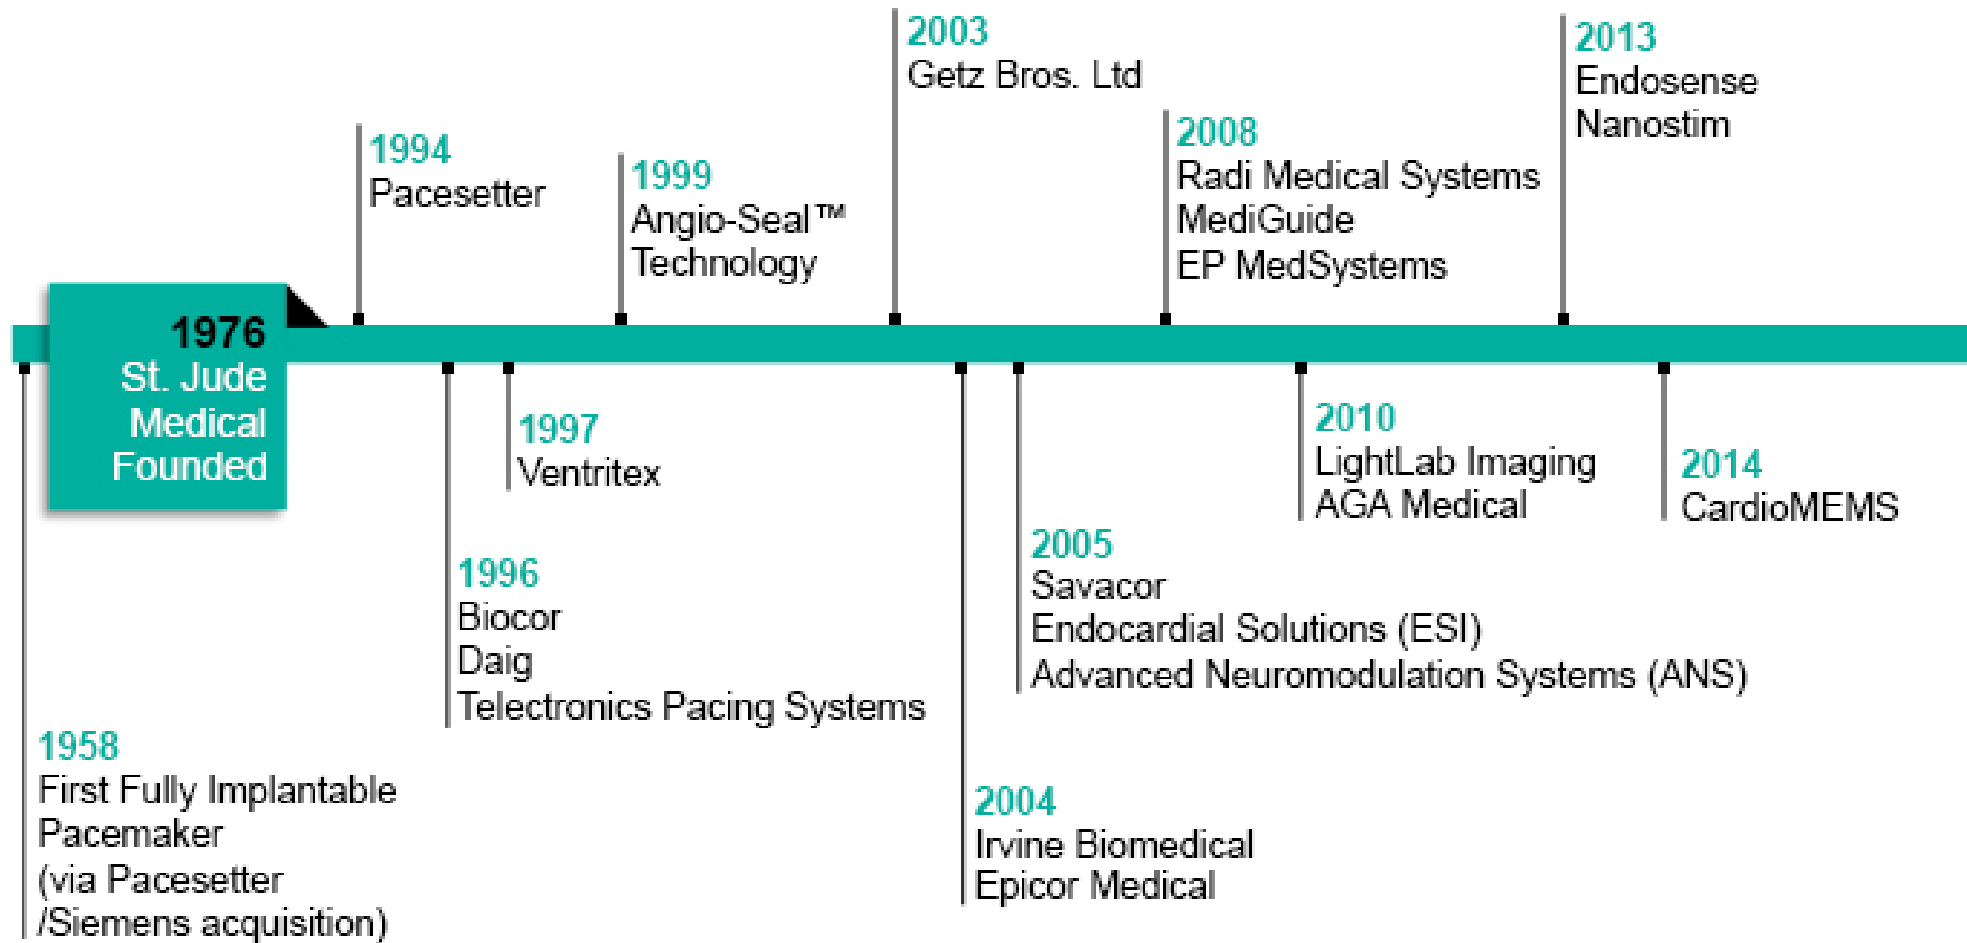 2003
Getz Bros. Ltd
2013
Endosense
Nanostim
1994
Pacesetter
1999
Angio-Seal™
Technology
2008
Radi Medical Systems
MediGuide
EP MedSystems
1976
St. Jude
Medical
Founded
1997
Ventritex
2010
LightLab Imaging
AGA Medical
2014
CardioMEMS
1996
Biocor
Daig
Telectronics Pacing Systems
2005
Savacor
Endocardial Solutions (ESI)
Advanced Neuromodulation Systems (ANS)
1958
First Fully Implantable
Pacemaker
(via Pacesetter
/Siemens acquisition)
2004
Irvine Biomedical
Epicor Medical